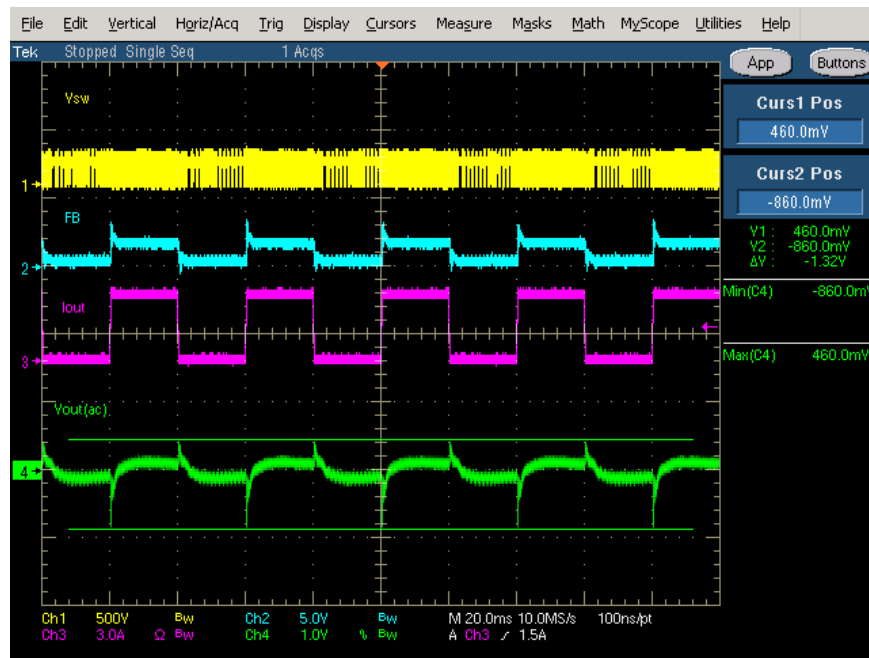 File Edit Vertical Horiz/Acq Trig Display Cursors Measure Masks Math MyScope Utilities Help
Tek Stopped Single Seq 1 Acqs
App Buttons
Vsw
Curs1 Pos
460.0mV
1
Curs2 Pos
-860.0mV
FB
V1 : 460.0mV
V2 : -860.0mV
ΔV : -1.32V
2
Min(C4) -860.0m
Iout
3
Max(C4) 460.0mV
Vout(ac)
4
Ch1 500V Bw Ch2 5.0V Bw M 20.0ms 10.0MS/s 100ns/pt
Ch3 3.0A Ω Bw Ch4 1.0V Bw A Ch3 1.5A